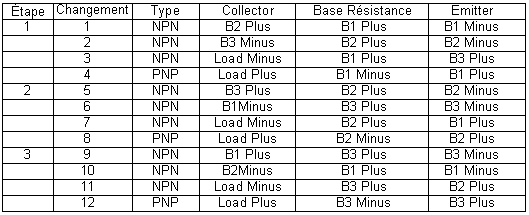 Étape Changement Type Collector Base Résistance Emitter
1 1 NPN B2 Plus B1 Plus B1 Minus
2 NPN B3 Minus B2 Plus B2 Minus
3 NPN Load Minus B1 Plus B3 Plus
4 PNP Load Plus B1 Minus B1 Plus
2 5 NPN B3 Plus B2 Plus B2 Minus
6 NPN B1Minus B3 Plus B3 Minus
7 NPN Load Minus B2 Plus B1 Plus
8 PNP Load Plus B2 Minus B2 Plus
3 9 NPN B1 Plus B3 Plus B3 Minus
10 NPN B2Minus B1 Plus B1 Minus
11 NPN Load Minus B3 Plus B2 Plus
12 PNP Load Plus B3 Minus B3 Plus